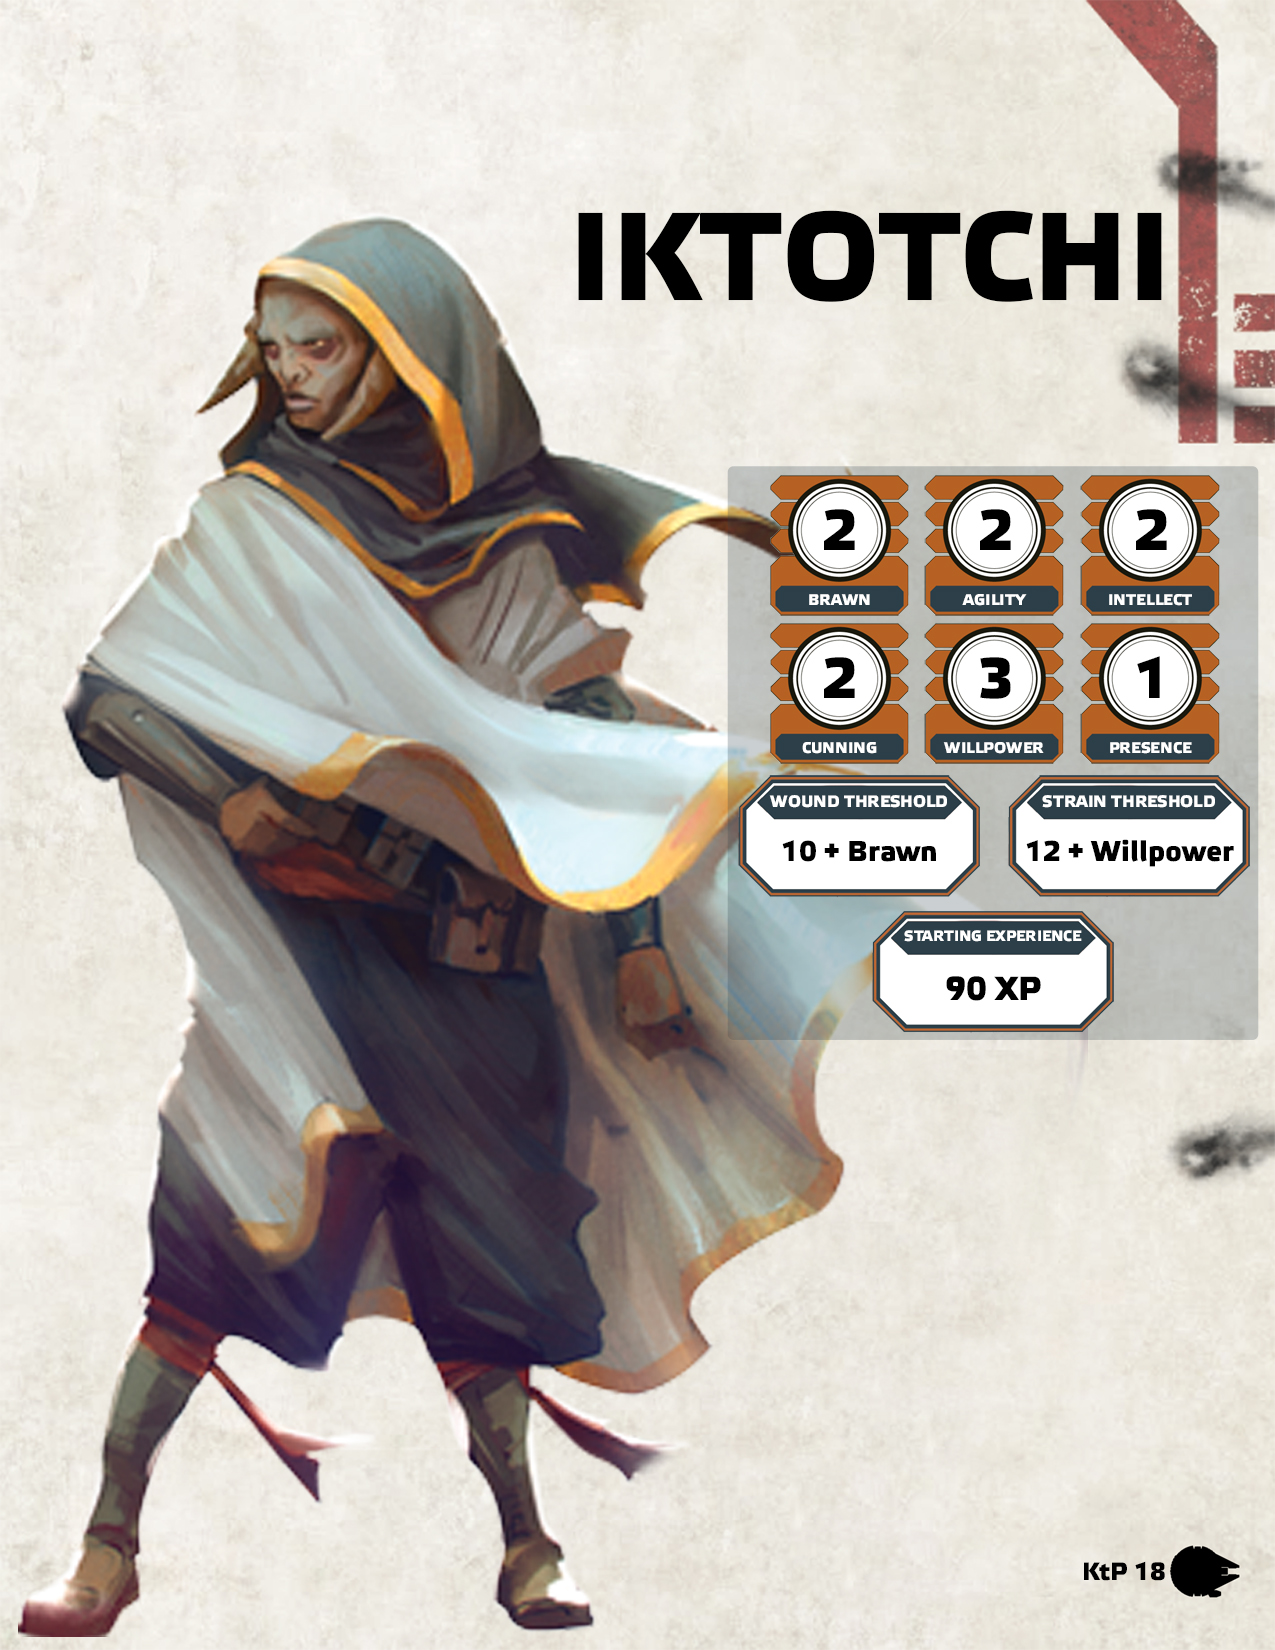 IKTOTCHI
2 2 2
BRAWN AGILITY INTELLECT
2 3 1
CUNNING WILLPOWER PRESENCE
WOUND THRESHOLD STRAIN THRESHOLD
10 + Brawn 12 + Willpower
STARTING EXPERIENCE
90 XP
KtP 18